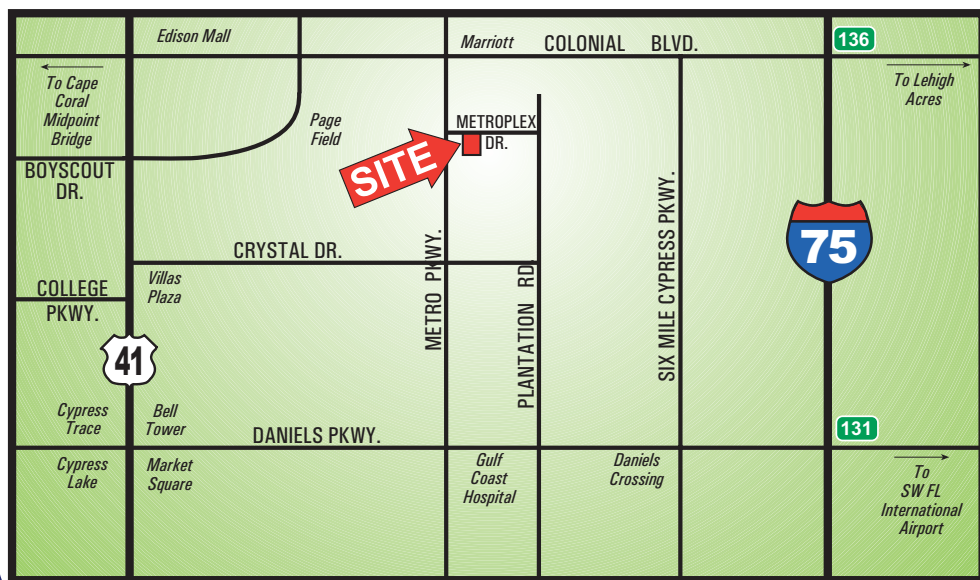 Edison Mall
Marriott
COLONIAL BLVD.
136
To Cape
Coral
Midpoint
Bridge
To Lehigh
Acres
Page
Field
METROPLEX
DR.
SITE
BOYSCOUT
DR.
75
CRYSTAL DR.
METRO PKWY.
PLANTATION RD.
SIX MILE CYPRESS PKWY.
COLLEGE
PKWY.
Villas
Plaza
41
Cypress
Trace
Bell
Tower
DANIELS PKWY.
131
Cypress
Lake
Market
Square
Gulf
Coast
Hospital
Daniels
Crossing
To
SW FL
International
Airport